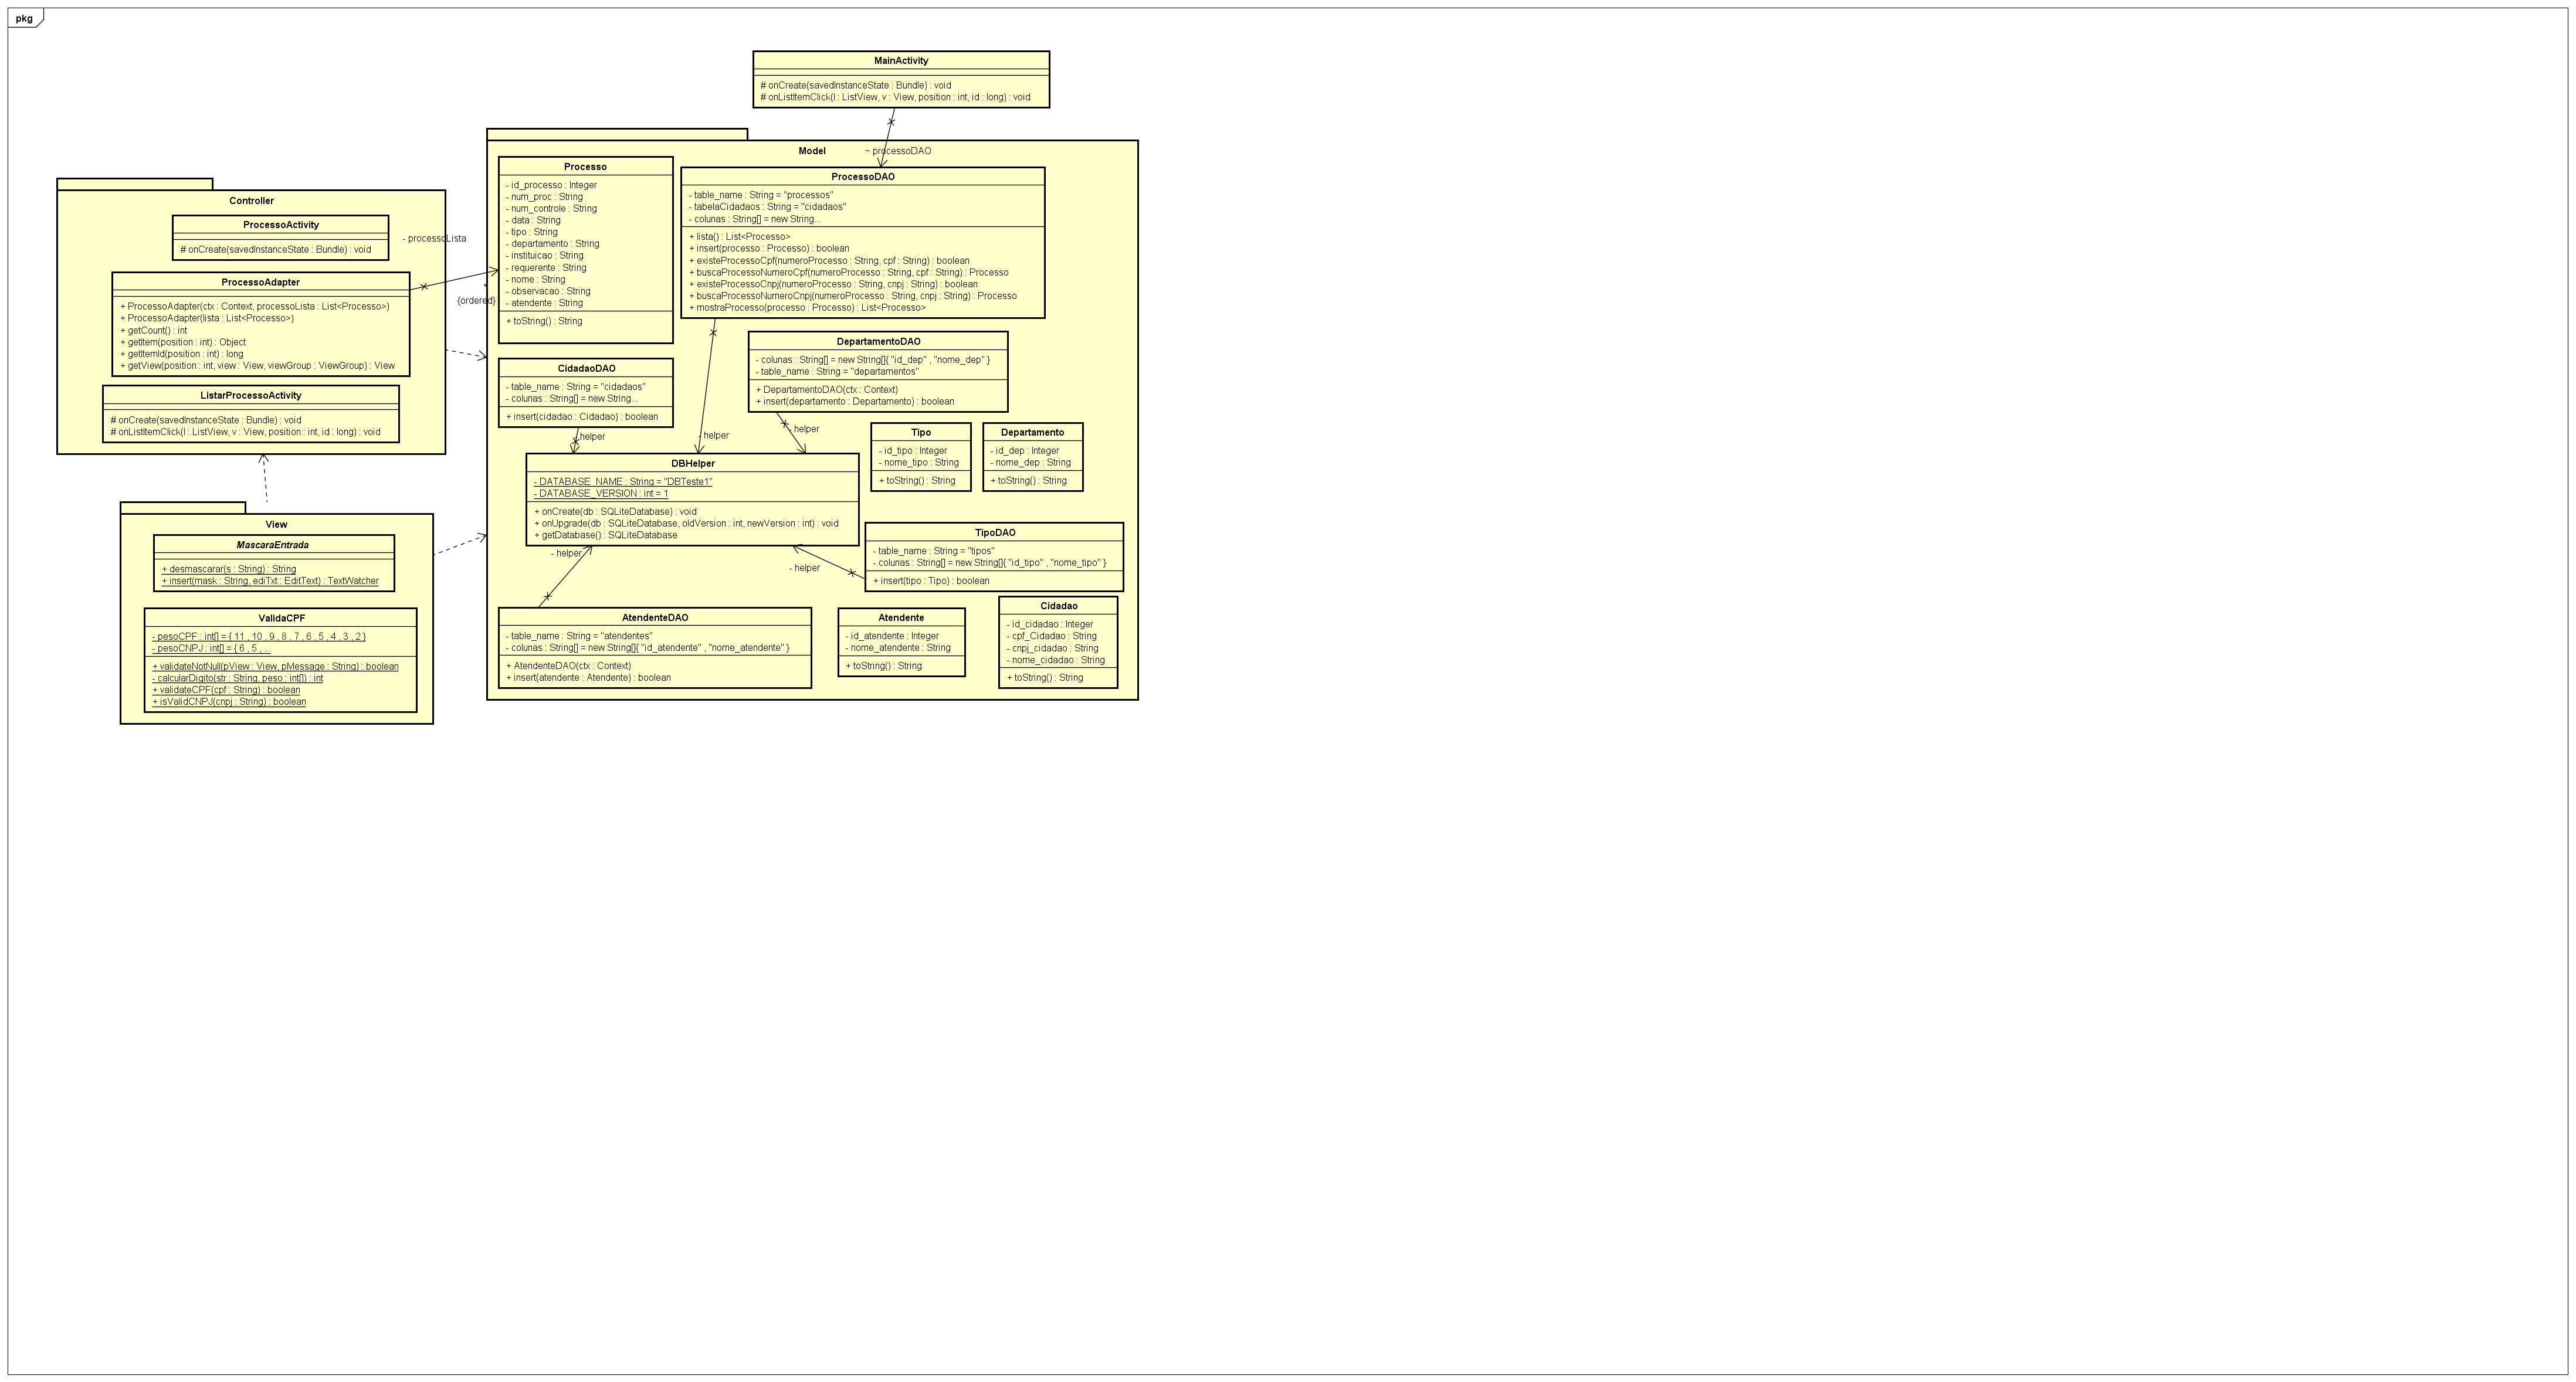 pkg
MainActivity
# onCreate(savedInstanceState : Bundle) : void
# onListItemClick(l : ListView, v : View, position : int, id : long) : void
~ processoDAO
Model
Processo
- id_processo : Integer
- num_proc : String
- num_controle : String
- data : String
- tipo : String
- departamento : String
- instituicao : String
- requerente : String
- nome : String
- observacao : String
- atendente : String
+ toString() : String
ProcessoDAO
- table_name : String = "processos"
- tabelaCidadaos : String = "cidadaos"
- colunas : String[] = new String...
+ lista() : List<Processo>
+ insert(processo : Processo) : boolean
+ existeProcessoCpf(numeroProcesso : String, cpf : String) : boolean
+ buscaProcessoNumeroCpf(numeroProcesso : String, cpf : String) : Processo
+ existeProcessoCnpj(numeroProcesso : String, cnpj : String) : boolean
+ buscaProcessoNumeroCnpj(numeroProcesso : String, cnpj : String) : Processo
+ mostraProcesso(processo : Processo) : List<Processo>
Controller
ProcessoActivity
# onCreate(savedInstanceState : Bundle) : void
- processoLista
*
{ordered}
ProcessoAdapter
+ ProcessoAdapter(ctx : Context, processoLista : List<Processo>)
+ ProcessoAdapter(lista : List<Processo>)
+ getCount() : int
+ getItem(position : int) : Object
+ getItemId(position : int) : long
+ getView(position : int, view : View, viewGroup : ViewGroup) : View
ListarProcessoActivity
# onCreate(savedInstanceState : Bundle) : void
# onListItemClick(l : ListView, v : View, position : int, id : long) : void
DepartamentoDAO
- colunas : String[] = new String[]{ "id_dep" , "nome_dep" }
- table_name : String = "departamentos"
+ DepartamentoDAO(ctx : Context)
+ insert(departamento : Departamento) : boolean
CidadaoDAO
- table_name : String = "cidadaos"
- colunas : String[] = new String...
+ insert(cidadao : Cidadao) : boolean
- helper
- helper
- helper
Tipo
- id_tipo : Integer
- nome_tipo : String
+ toString() : String
Departamento
- id_dep : Integer
- nome_dep : String
+ toString() : String
DBHelper
- DATABASE_NAME : String = "DBTeste1"
- DATABASE_VERSION : int = 1
+ onCreate(db : SQLiteDatabase) : void
+ onUpgrade(db : SQLiteDatabase, oldVersion : int, newVersion : int) : void
+ getDatabase() : SQLiteDatabase
- helper
- helper
TipoDAO
- table_name : String = "tipos"
- colunas : String[] = new String[]{ "id_tipo" , "nome_tipo" }
+ insert(tipo : Tipo) : boolean
View
MascaraEntrada
+ desmascarar(s : String) : String
+ insert(mask : String, ediTxt : EditText) : TextWatcher
ValidaCPF
- pesoCPF : int[] = { 11 , 10 , 9 , 8 , 7 , 6 , 5 , 4 , 3 , 2 }
- pesoCNPJ : int[] = { 6 , 5 , ...
+ validateNotNull(pView : View, pMessage : String) : boolean
- calcularDigito(str : String, peso : int[]) : int
+ validateCPF(cpf : String) : boolean
+ isValidCNPJ(cnpj : String) : boolean
AtendenteDAO
- table_name : String = "atendentes"
- colunas : String[] = new String[]{ "id_atendente" , "nome_atendente" }
+ AtendenteDAO(ctx : Context)
+ insert(atendente : Atendente) : boolean
Atendente
- id_atendente : Integer
- nome_atendente : String
+ toString() : String
Cidadao
- id_cidadao : Integer
- cpf_Cidadao : String
- cnpj_cidadao : String
- nome_cidadao : String
+ toString() : String